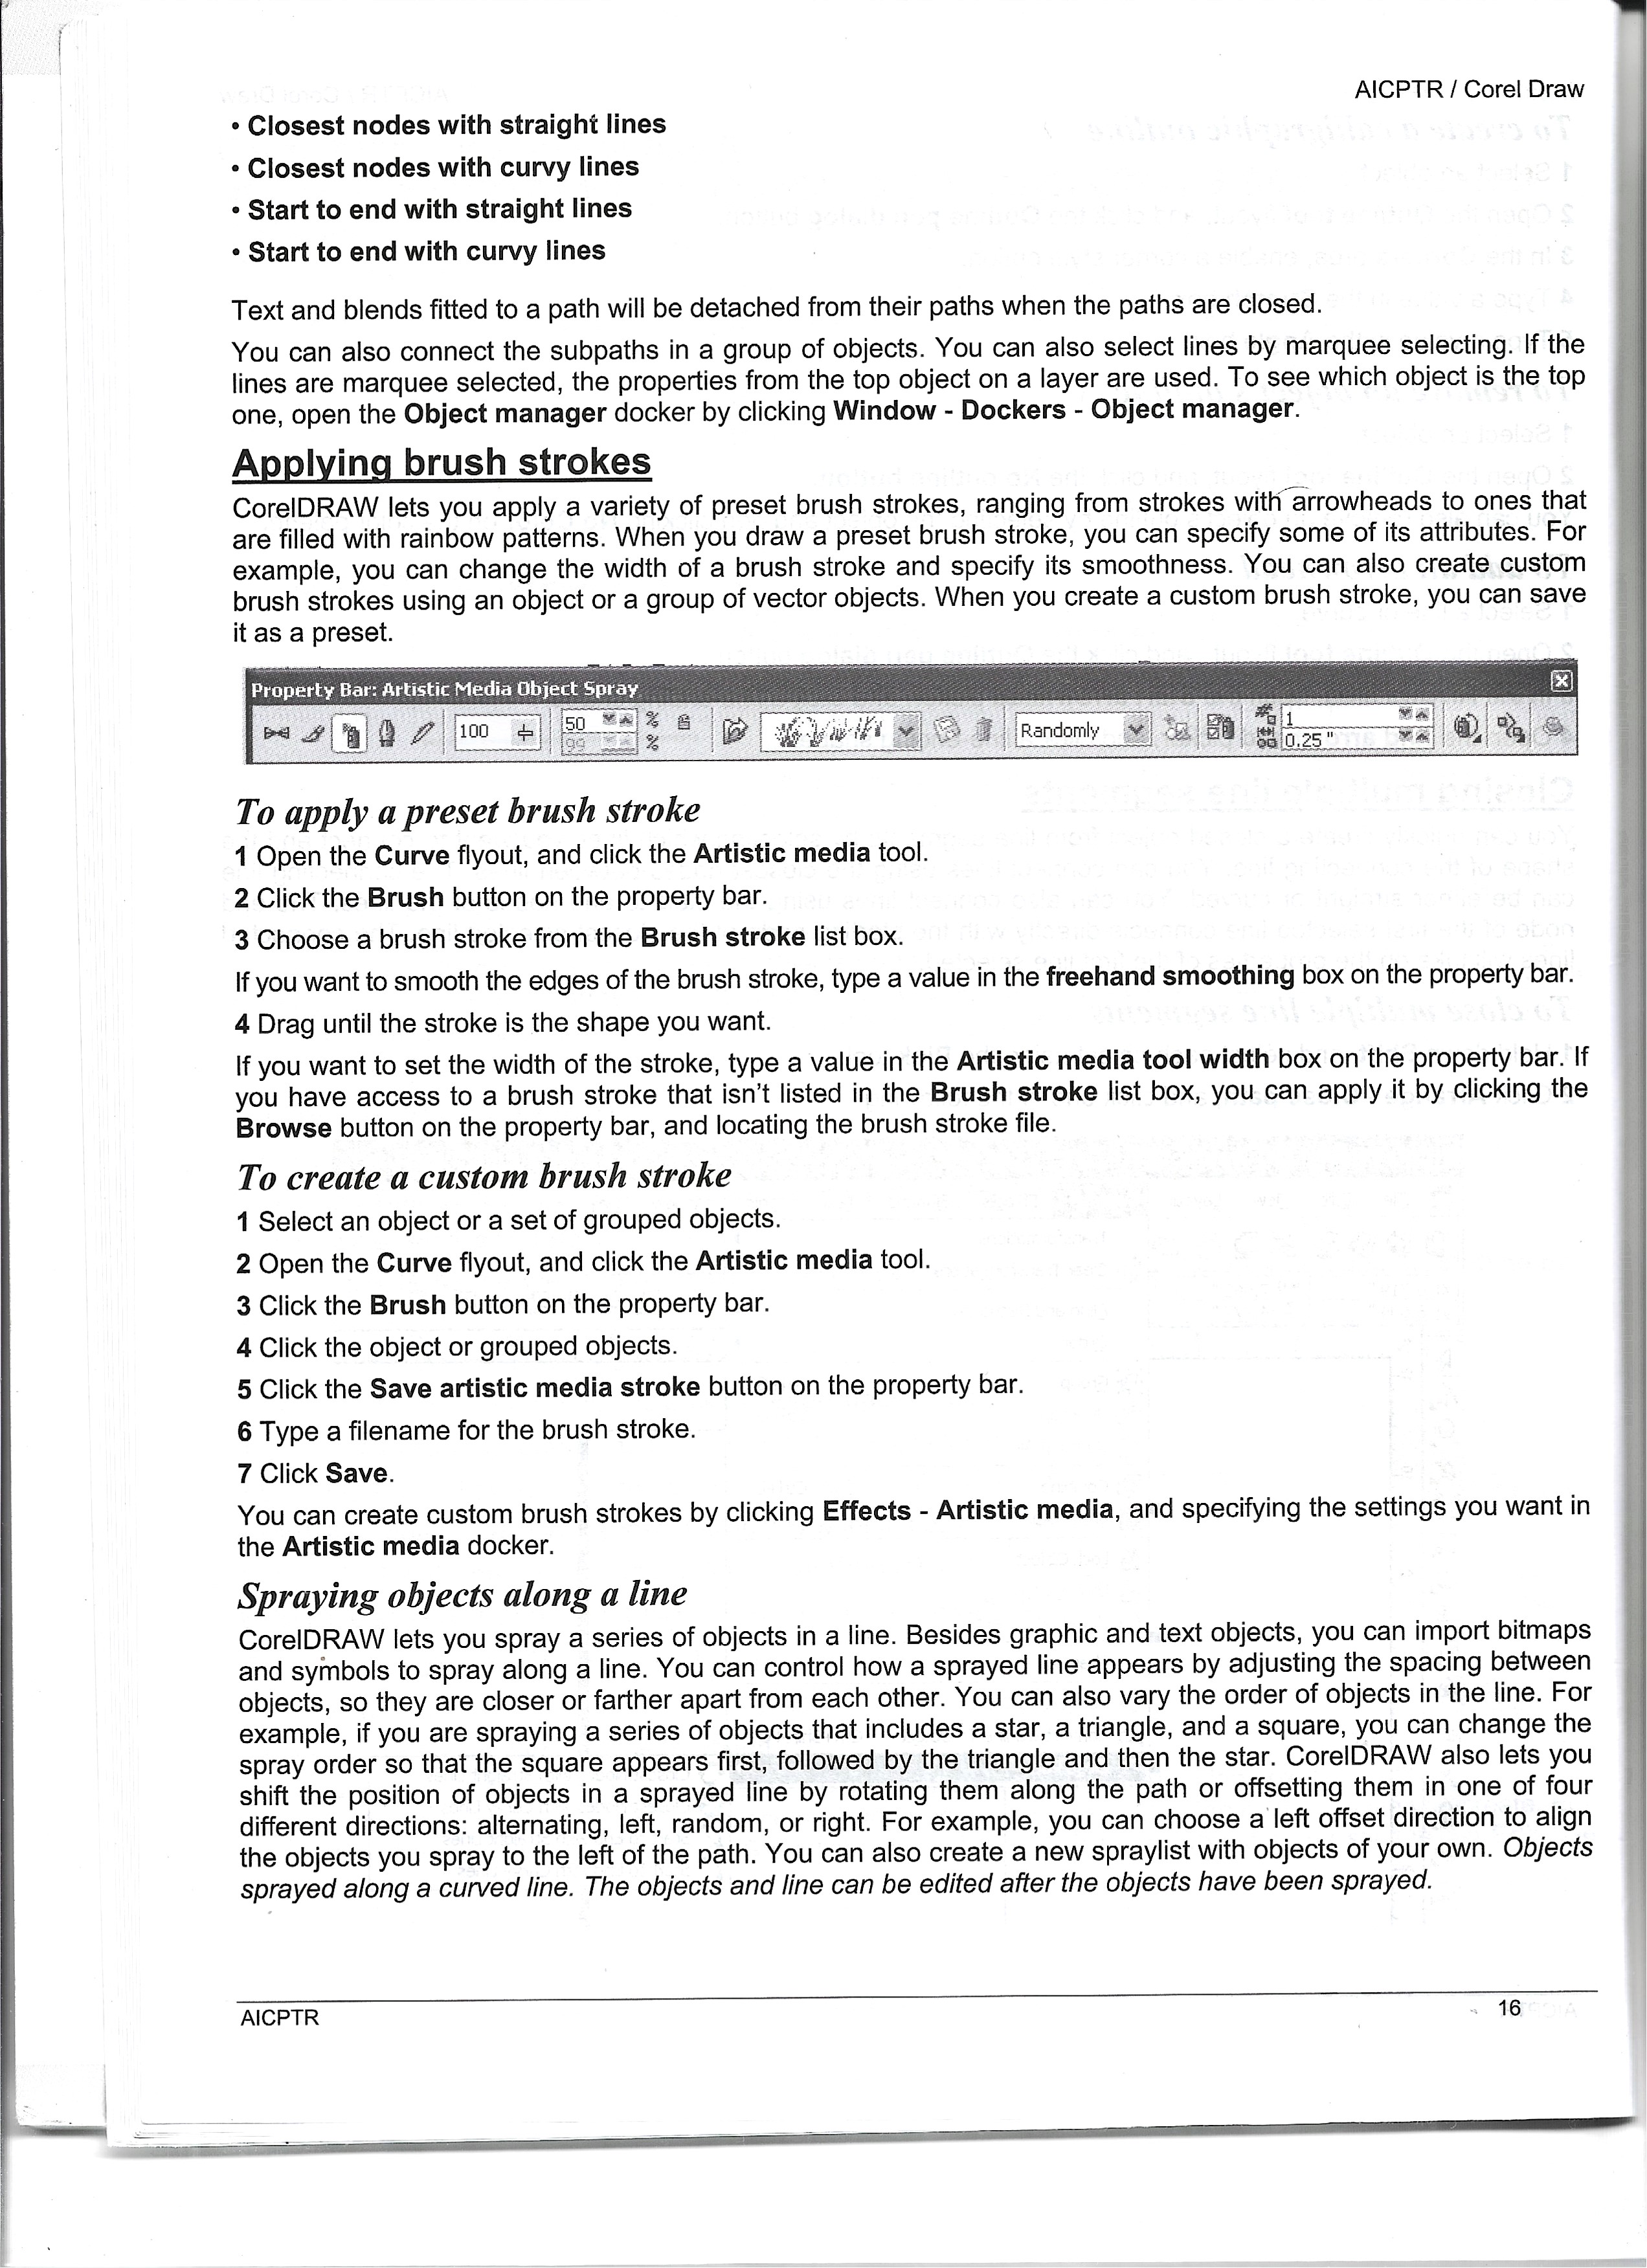 AICPTR / Corel Draw
• Closest nodes with straight lines
• Closest nodes with curvy lines
• Start to end with straight lines
• Start to end with curvy lines
Text and blends fitted to a path will be detached from their paths when the paths are closed.
You can also connect the subpaths in a group of objects. You can also select lines by marquee selecting. If the
lines are marquee selected, the properties from the top object on a layer are used. To see which object is the top
one, open the Object manager docker by clicking Window - Dockers - Object manager.
Applying brush strokes
CorelDRAW lets you apply a variety of preset brush strokes, ranging from strokes with arrowheads to ones that
are filled with rainbow patterns. When you draw a preset brush stroke, you can specify some of its attributes. For
example, you can change the width of a brush stroke and specify its smoothness. You can also create custom
brush strokes using an object or a group of vector objects. When you create a custom brush stroke, you can save
it as a preset.
Property Bar: Artistic Media Object Spray
100 50 % Randomly 1
99 % 0.25 "
To apply a preset brush stroke
1 Open the Curve flyout, and click the Artistic media tool.
2 Click the Brush button on the property bar.
3 Choose a brush stroke from the Brush stroke list box.
If you want to smooth the edges of the brush stroke, type a value in the freehand smoothing box on the property bar.
4 Drag until the stroke is the shape you want.
If you want to set the width of the stroke, type a value in the Artistic media tool width box on the property bar. If
you have access to a brush stroke that isn't listed in the Brush stroke list box, you can apply it by clicking the
Browse button on the property bar, and locating the brush stroke file.
To create a custom brush stroke
1 Select an object or a set of grouped objects.
2 Open the Curve flyout, and click the Artistic media tool.
3 Click the Brush button on the property bar.
4 Click the object or grouped objects.
5 Click the Save artistic media stroke button on the property bar.
6 Type a filename for the brush stroke.
7 Click Save.
You can create custom brush strokes by clicking Effects - Artistic media, and specifying the settings you want in
the Artistic media docker.
Spraying objects along a line
CorelDRAW lets you spray a series of objects in a line. Besides graphic and text objects, you can import bitmaps
and symbols to spray along a line. You can control how a sprayed line appears by adjusting the spacing between
objects, so they are closer or farther apart from each other. You can also vary the order of objects in the line. For
example, if you are spraying a series of objects that includes a star, a triangle, and a square, you can change the
spray order so that the square appears first, followed by the triangle and then the star. CorelDRAW also lets you
shift the position of objects in a sprayed line by rotating them along the path or offsetting them in one of four
different directions: alternating, left, random, or right. For example, you can choose a left offset direction to align
the objects you spray to the left of the path. You can also create a new spraylist with objects of your own. Objects
sprayed along a curved line. The objects and line can be edited after the objects have been sprayed.
AICPTR 16